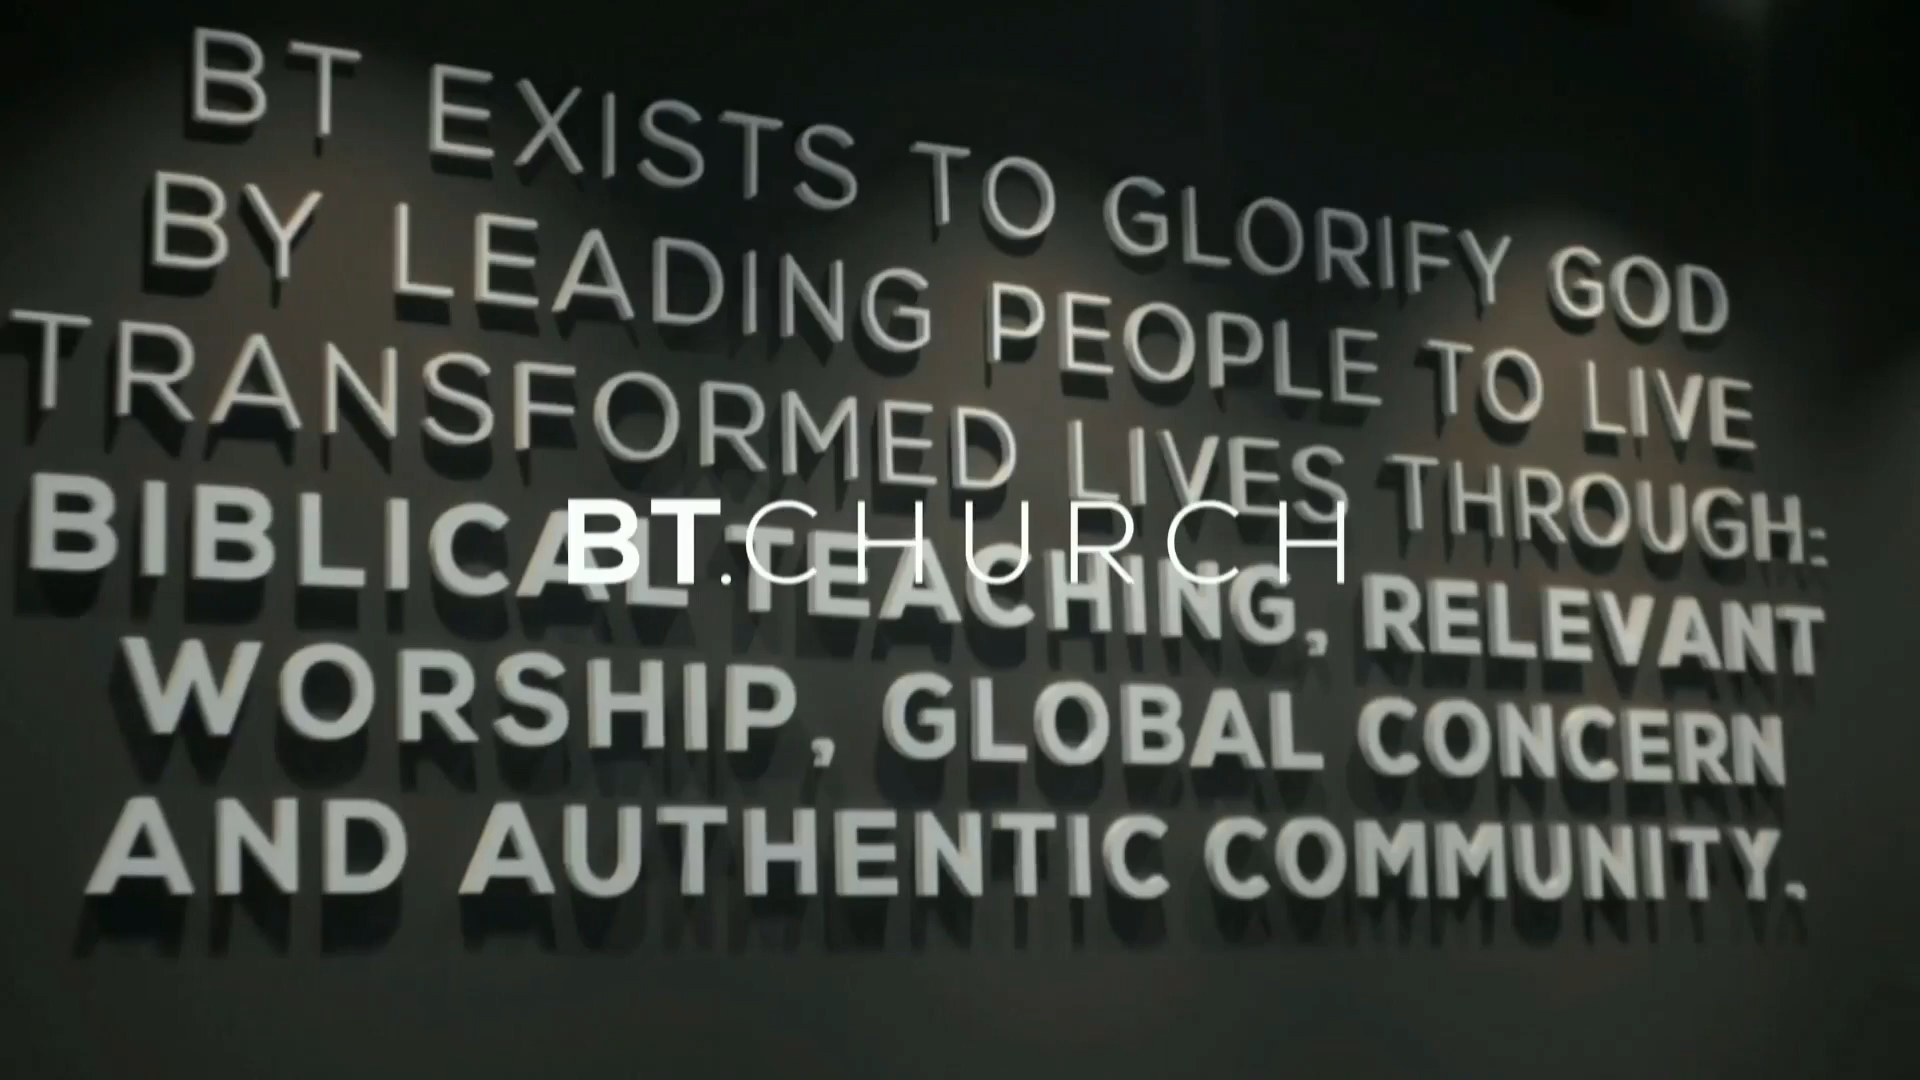 BT EXISTS TO GLORIFY GOD
BY LEADING PEOPLE TO LIVE
TRANSFORMED LIVES THROUGH:
BIBLICAL TEACHING, RELEVANT
BT.CHURCH
WORSHIP, GLOBAL CONCERN
AND AUTHENTIC COMMUNITY.